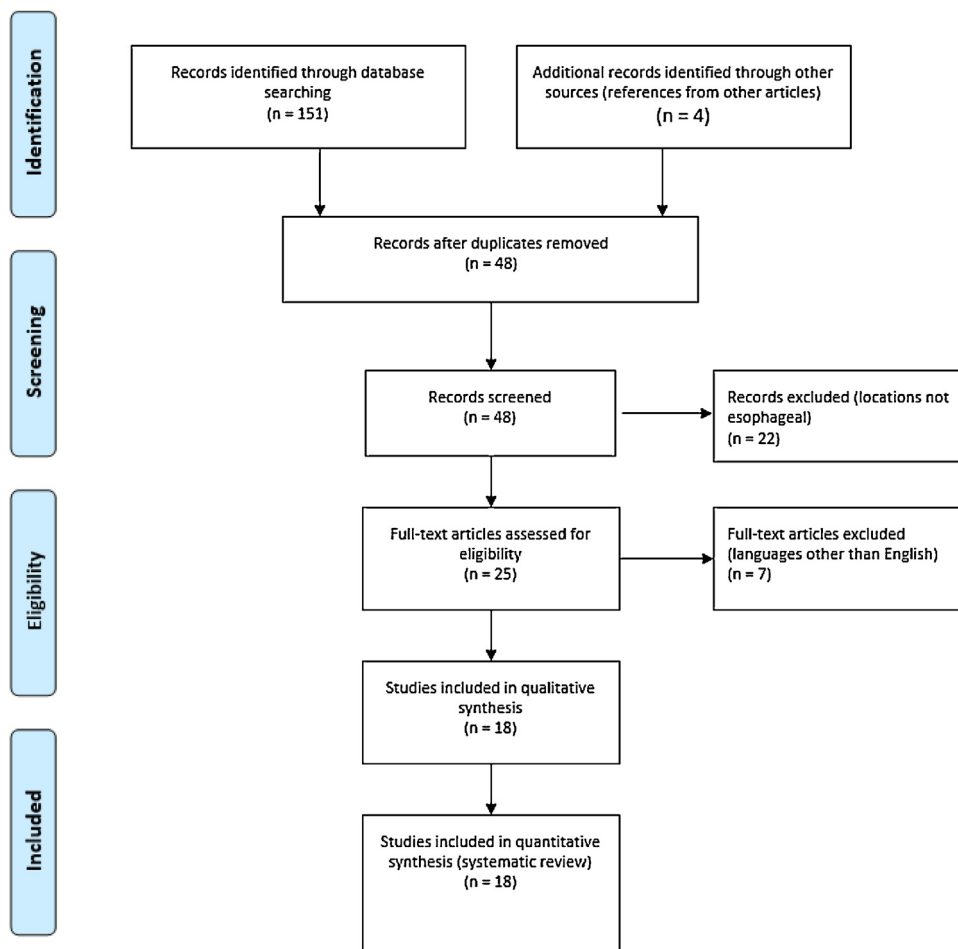 Identification
Records identified through database
searching
(n = 151)
Additional records identified through other
sources (references from other articles)
(n = 4)
Records after duplicates removed
(n = 48)
Screening
Records screened
(n = 48)
Records excluded (locations not
esophageal)
(n = 22)
Eligibility
Full-text articles assessed for
eligibility
(n = 25)
Full-text articles excluded
(languages other than English)
(n = 7)
Studies included in qualitative
synthesis
(n = 18)
Included
Studies included in quantitative
synthesis (systematic review)
(n = 18)